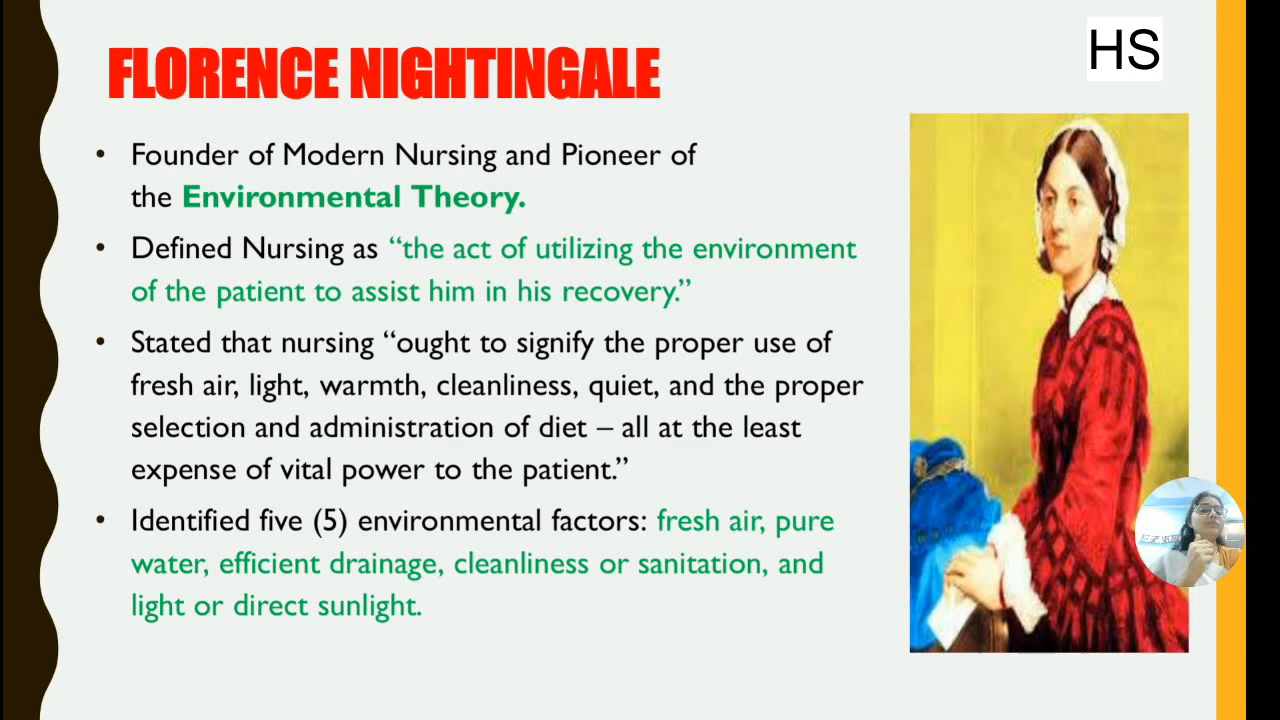 FLORENCE NIGHTINGALE
HS
• Founder of Modern Nursing and Pioneer of
the Environmental Theory.
• Defined Nursing as “the act of utilizing the environment
of the patient to assist him in his recovery.”
• Stated that nursing “ought to signify the proper use of
fresh air, light, warmth, cleanliness, quiet, and the proper
selection and administration of diet – all at the least
expense of vital power to the patient.”
• Identified five (5) environmental factors: fresh air, pure
water, efficient drainage, cleanliness or sanitation, and
light or direct sunlight.